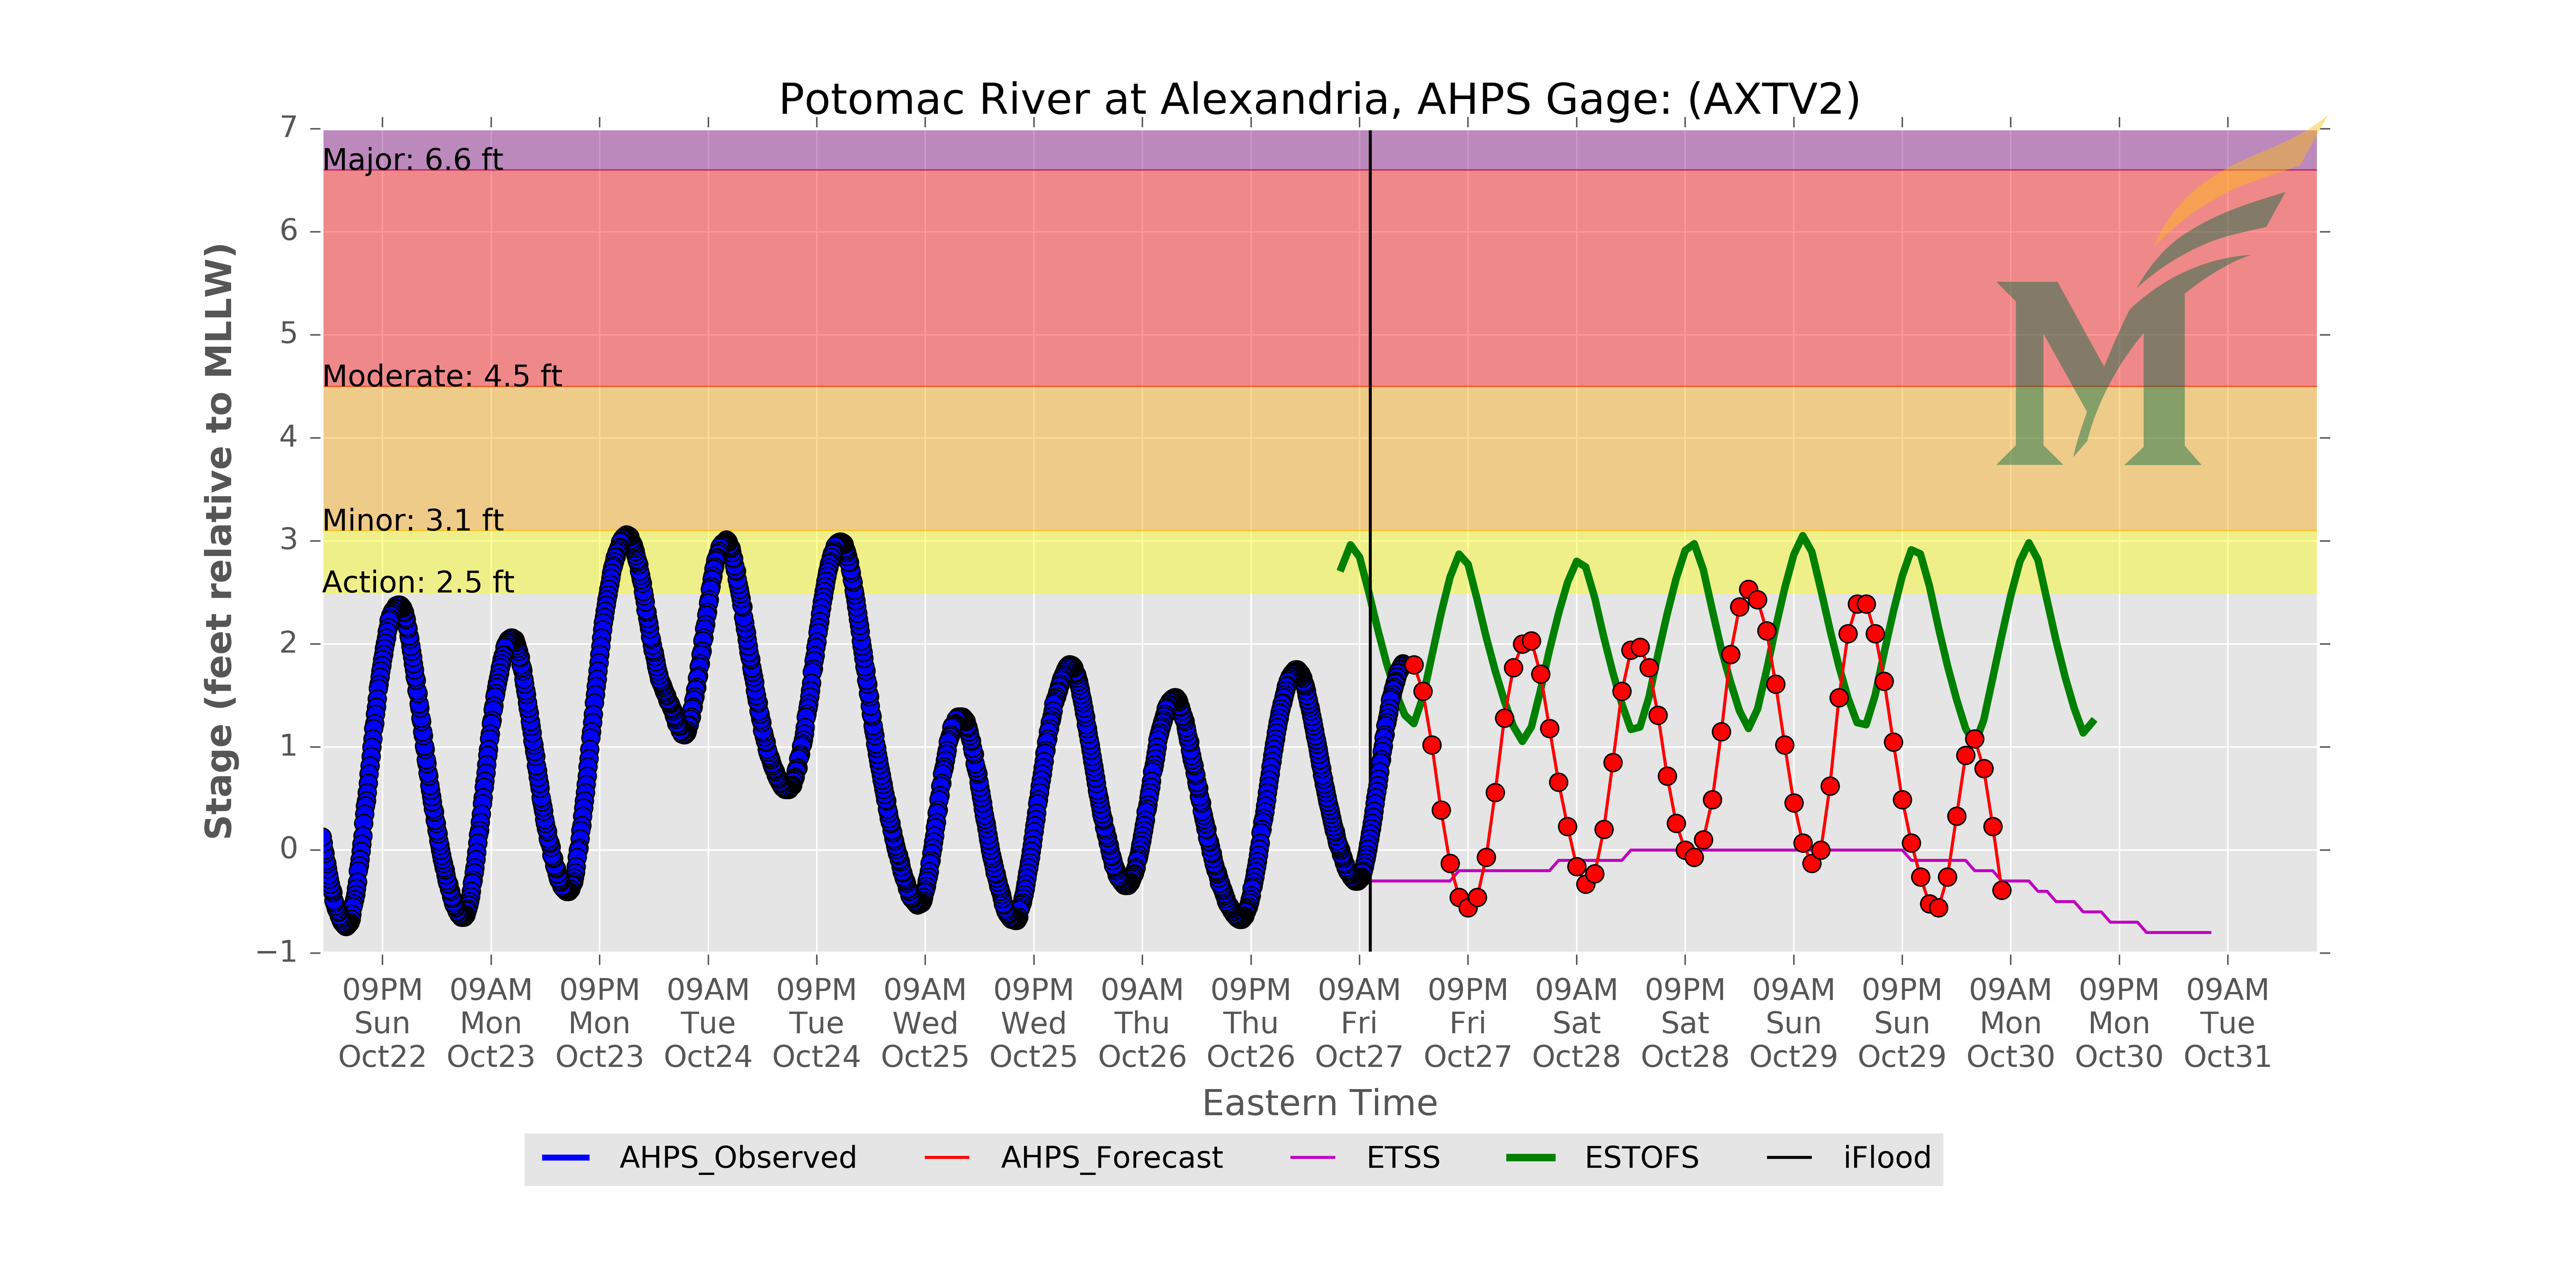 Potomac River at Alexandria, AHPS Gage: (AXTV2)
7
Major: 6.6 ft
6
5
Moderate: 4.5 ft
4
Minor: 3.1 ft
3
Action: 2.5 ft
2
1
0
−1
Stage (feet relative to MLLW)
09PM 09AM 09PM 09AM 09PM 09AM 09PM 09AM 09PM 09AM 09PM 09AM 09PM 09AM 09PM 09AM 09PM 09AM
Sun Mon Mon Tue Tue Wed Wed Thu Thu Fri Fri Sat Sat Sun Sun Mon Mon Tue
Oct22 Oct23 Oct23 Oct24 Oct24 Oct25 Oct25 Oct26 Oct26 Oct27 Oct27 Oct28 Oct28 Oct29 Oct29 Oct30 Oct30 Oct31
Eastern Time
AHPS_Observed AHPS_Forecast ETSS ESTOFS iFlood
M